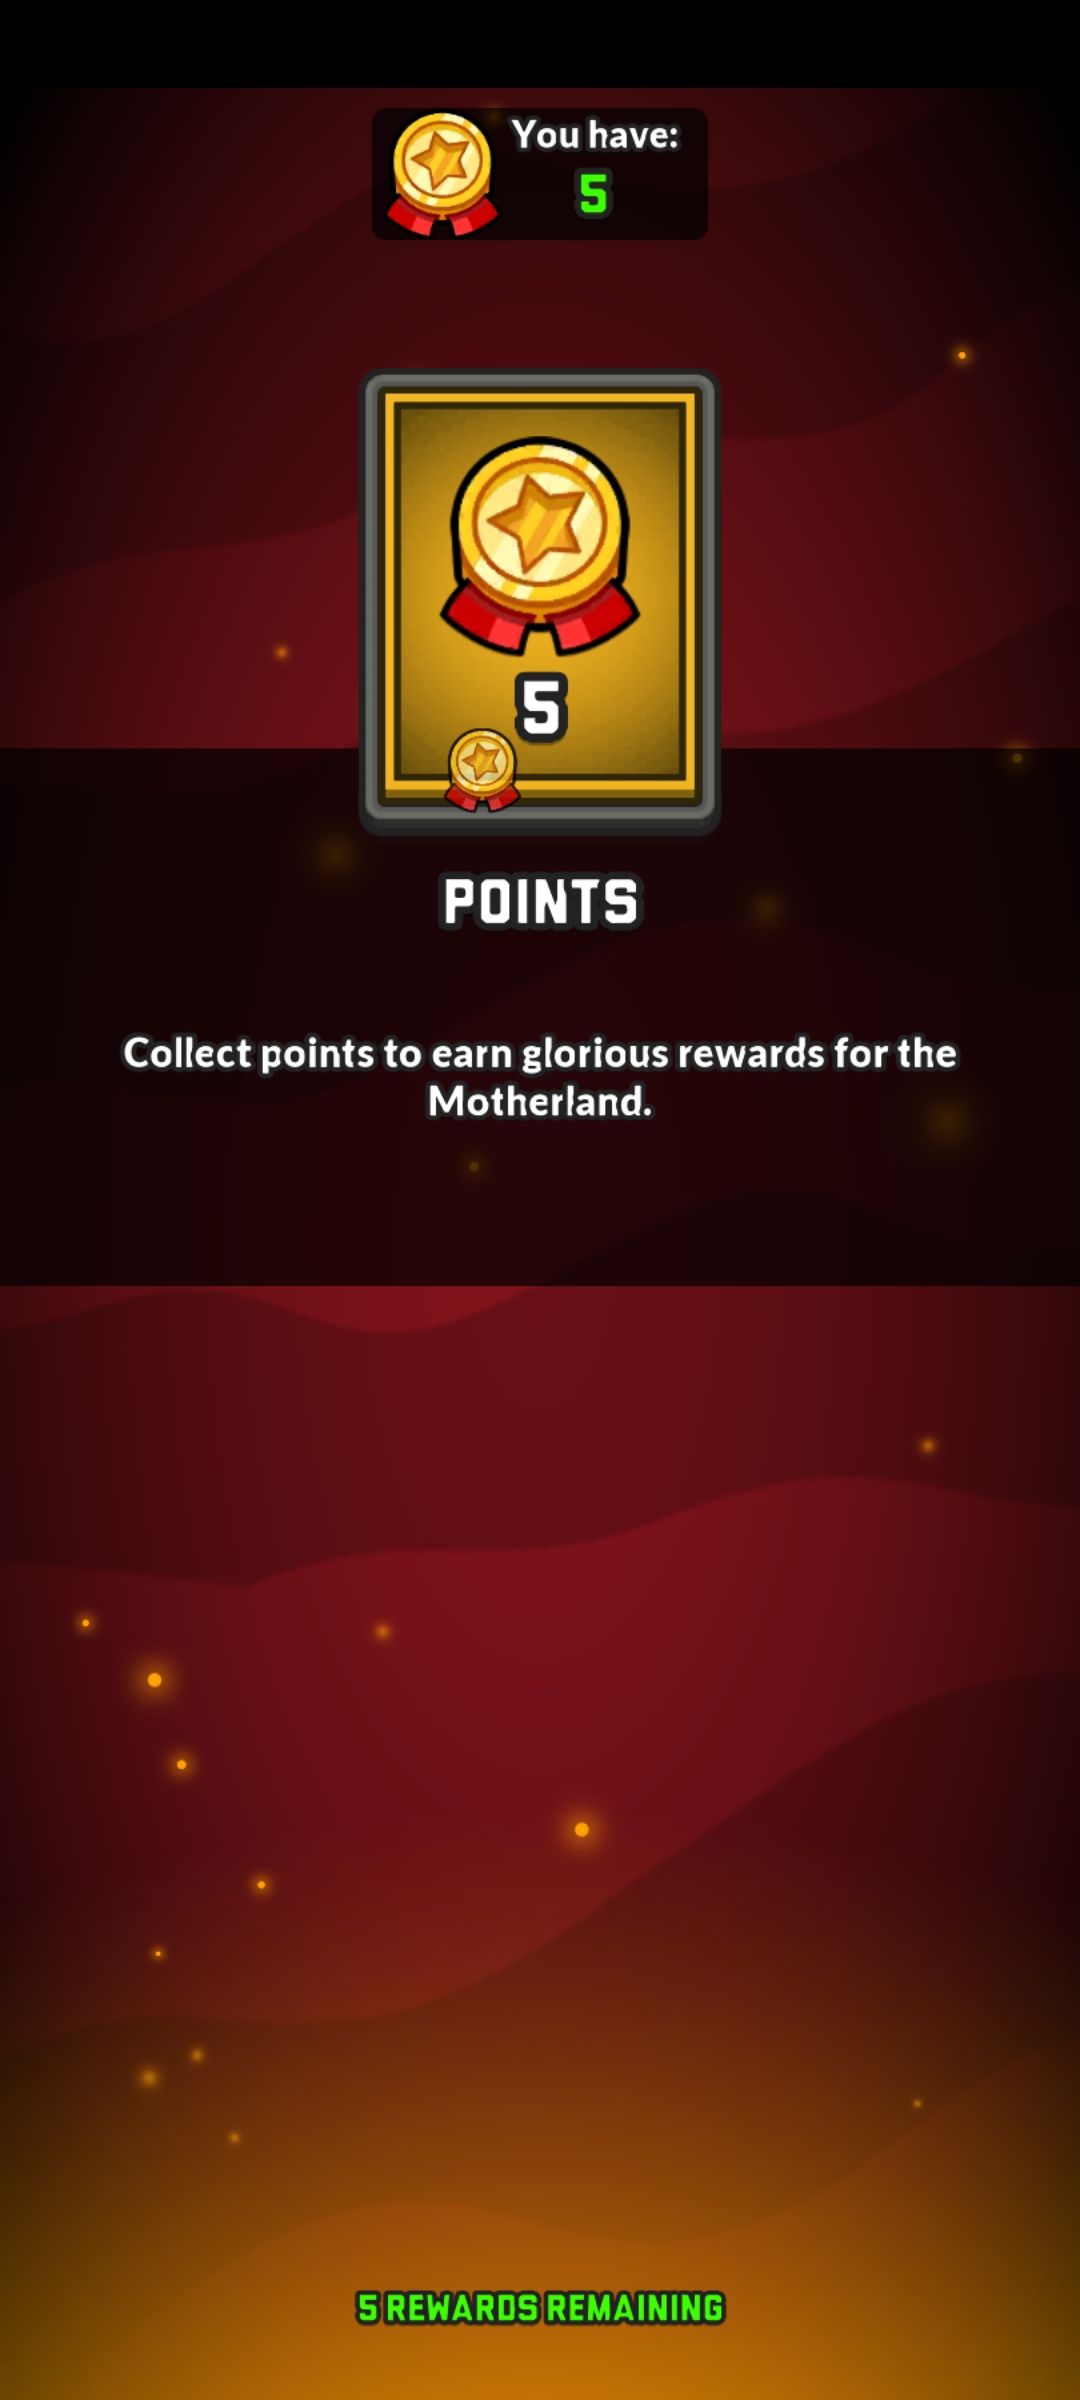 You have:
5
5
POINTS
Collect points to earn glorious rewards for the
Motherland.
5 REWARDS REMAINING